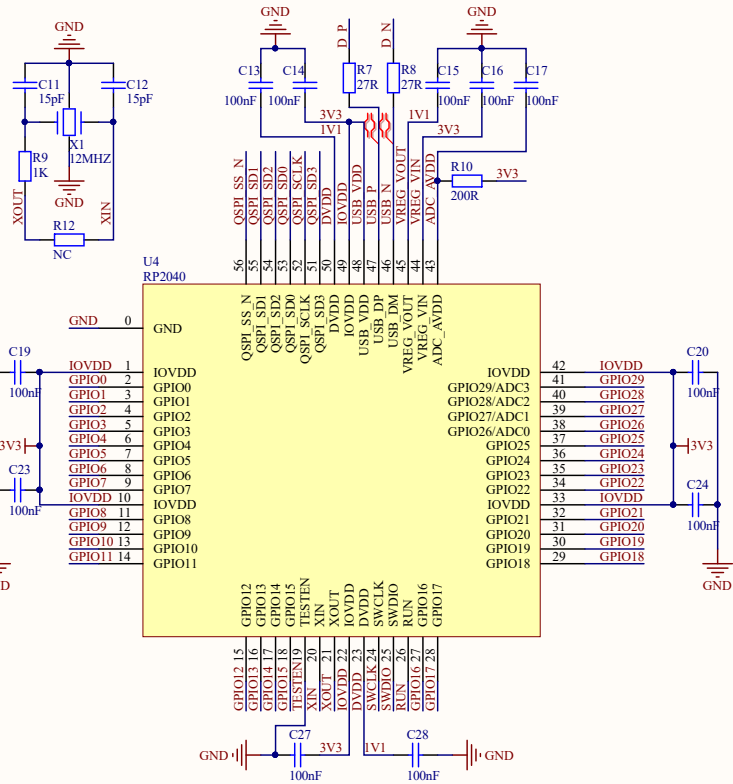 GND
GND
D_P
D_N
GND
C11
15pF
C12
15pF
X1
12MHZ
R9
1K
XOUT
XIN
GND
R12
NC
C13
100nF
C14
100nF
R7
27R
R8
27R
C15
100nF
C16
100nF
C17
100nF
3V3
1V1
1V1
3V3
R10
200R
3V3
QSPI_SS_N
QSPI_SD1
QSPI_SD2
QSPI_SD0
QSPI_SCLK
QSPI_SD3
DVDD
IOVDD
USB_VDD
USB_P
USB_N
VREG_VOUT
VREG_VIN
ADC_AVDD
56
55
54
53
52
51
50
49
48
47
46
45
44
43
U4
RP2040
QSPI_SS_N
QSPI_SD1
QSPI_SD2
QSPI_SD0
QSPI_SCLK
QSPI_SD3
DVDD
IOVDD
USB_VDD
USB_DP
USB_DM
VREG_VOUT
VREG_VIN
ADC_AVDD
GND 0 GND
C19
100nF
IOVDD 1 IOVDD
GPIO0 2 GPIO0
GPIO1 3 GPIO1
GPIO2 4 GPIO2
GPIO3 5 GPIO3
GPIO4 6 GPIO4
GPIO5 7 GPIO5
GPIO6 8 GPIO6
GPIO7 9 GPIO7
IOVDD 10 IOVDD
GPIO8 11 GPIO8
GPIO9 12 GPIO9
GPIO10 13 GPIO10
GPIO11 14 GPIO11
3V3
C23
100nF
IOVDD 42 IOVDD
GPIO29/ADC3 41 GPIO29
GPIO28/ADC2 40 GPIO28
GPIO27/ADC1 39 GPIO27
GPIO26/ADC0 38 GPIO26
GPIO25 37 GPIO25
GPIO24 36 GPIO24
GPIO23 35 GPIO23
GPIO22 34 GPIO22
IOVDD 33 IOVDD
GPIO21 32 GPIO21
GPIO20 31 GPIO20
GPIO19 30 GPIO19
GPIO18 29 GPIO18
C20
100nF
3V3
C24
100nF
GND
GPIO12
GPIO13
GPIO14
GPIO15
TESTEN
XIN
XOUT
IOVDD
DVDD
SWCLK
SWDIO
RUN
GPIO16
GPIO17
GPIO12 15
GPIO13 16
GPIO14 17
GPIO15 18
TESTEN 19
XIN 20
XOUT 21
IOVDD 22
DVDD 23
SWCLK 24
SWDIO 25
RUN 26
GPIO16 27
GPIO17 28
GND
C27
100nF
3V3
1V1
C28
100nF
GND